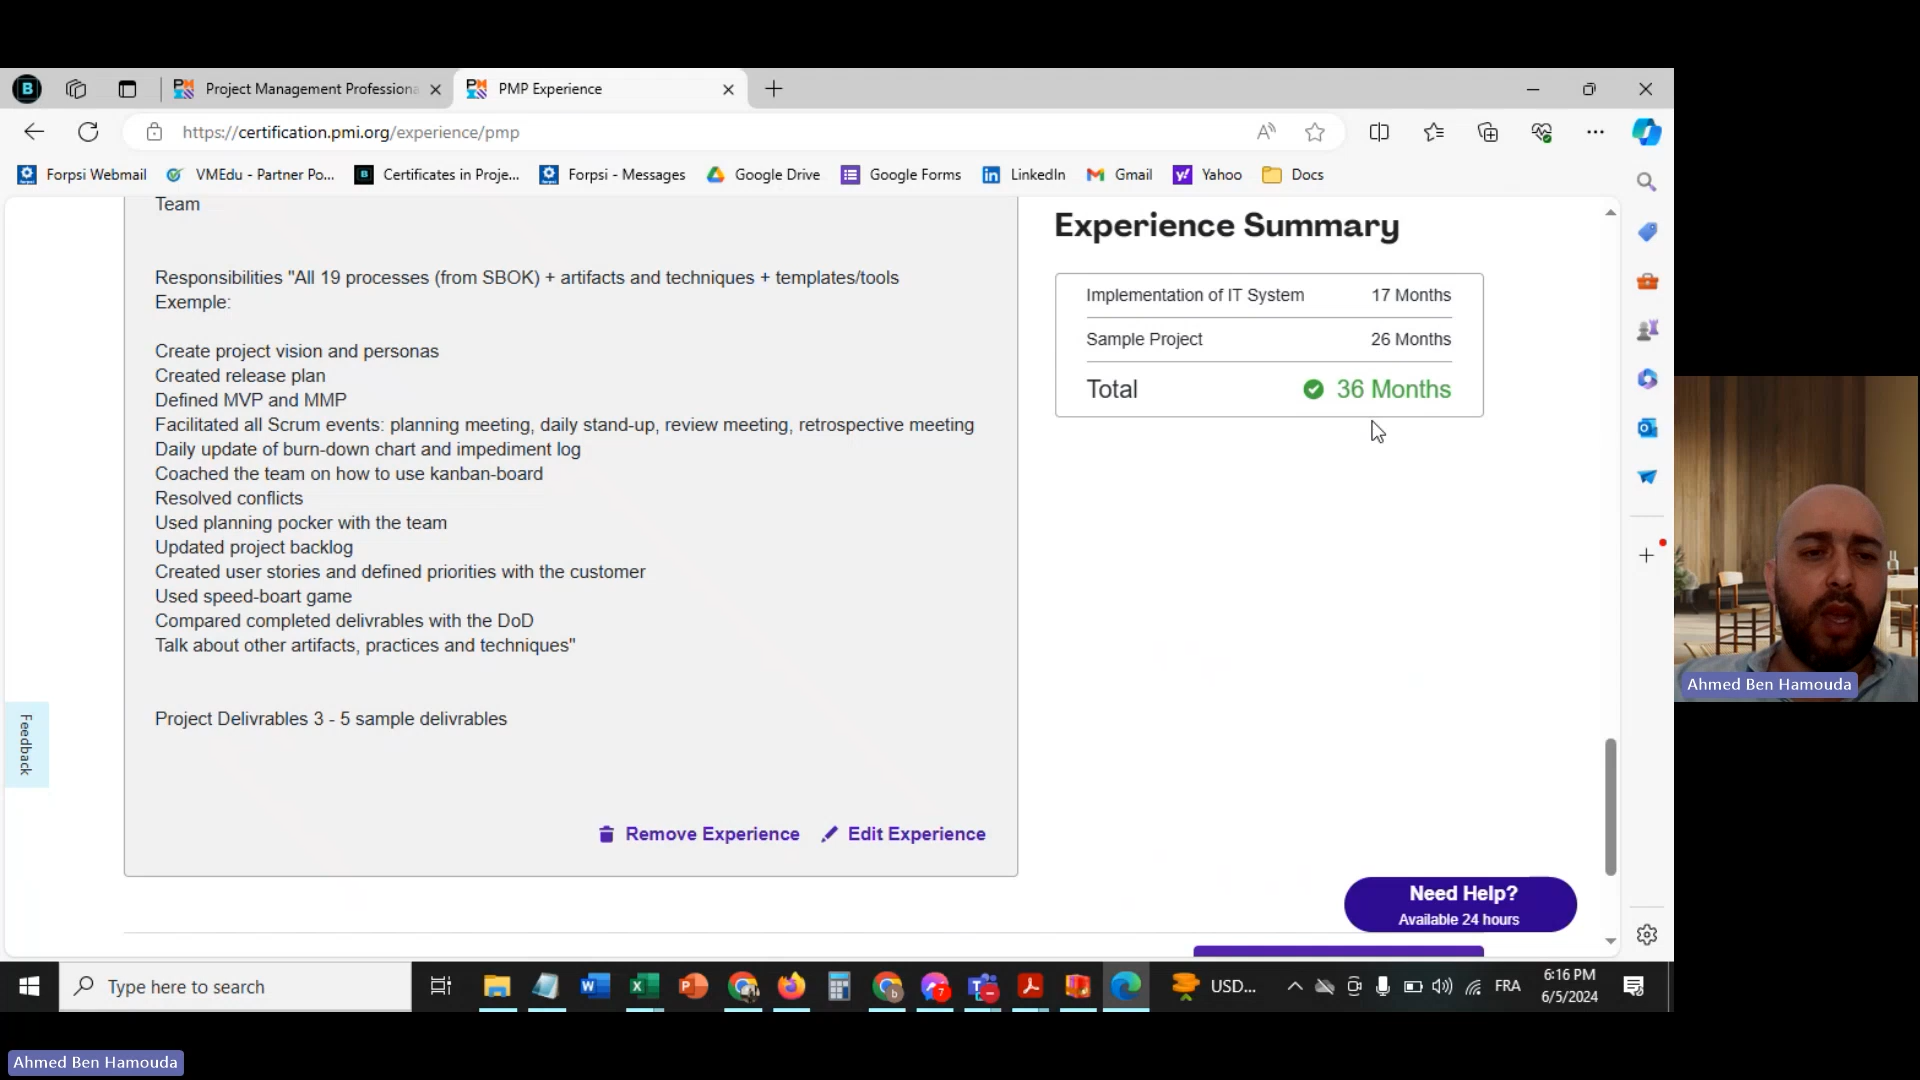 Project Management Professiona
PMP Experience
https://certification.pmi.org/experience/pmp
Forpsi Webmail
VMEdu - Partner Po...
Certificates in Proje...
Forpsi - Messages
Google Drive
Google Forms
LinkedIn
Gmail
Yahoo
Docs
Team
Responsibilities "All 19 processes (from SBOK) + artifacts and techniques + templates/tools
Exemple:
Create project vision and personas
Created release plan
Defined MVP and MMP
Facilitated all Scrum events: planning meeting, daily stand-up, review meeting, retrospective meeting
Daily update of burn-down chart and impediment log
Coached the team on how to use kanban-board
Resolved conflicts
Used planning pocker with the team
Updated project backlog
Created user stories and defined priorities with the customer
Used speed-boart game
Compared completed delivrables with the DoD
Talk about other artifacts, practices and techniques"
Project Delivrables 3 - 5 sample delivrables
Remove Experience
Edit Experience
Experience Summary
Implementation of IT System 17 Months
Sample Project 26 Months
Total 36 Months
Feedback
Need Help?
Available 24 hours
Ahmed Ben Hamouda
Type here to search
USD...
FRA
6:16 PM
6/5/2024
Ahmed Ben Hamouda